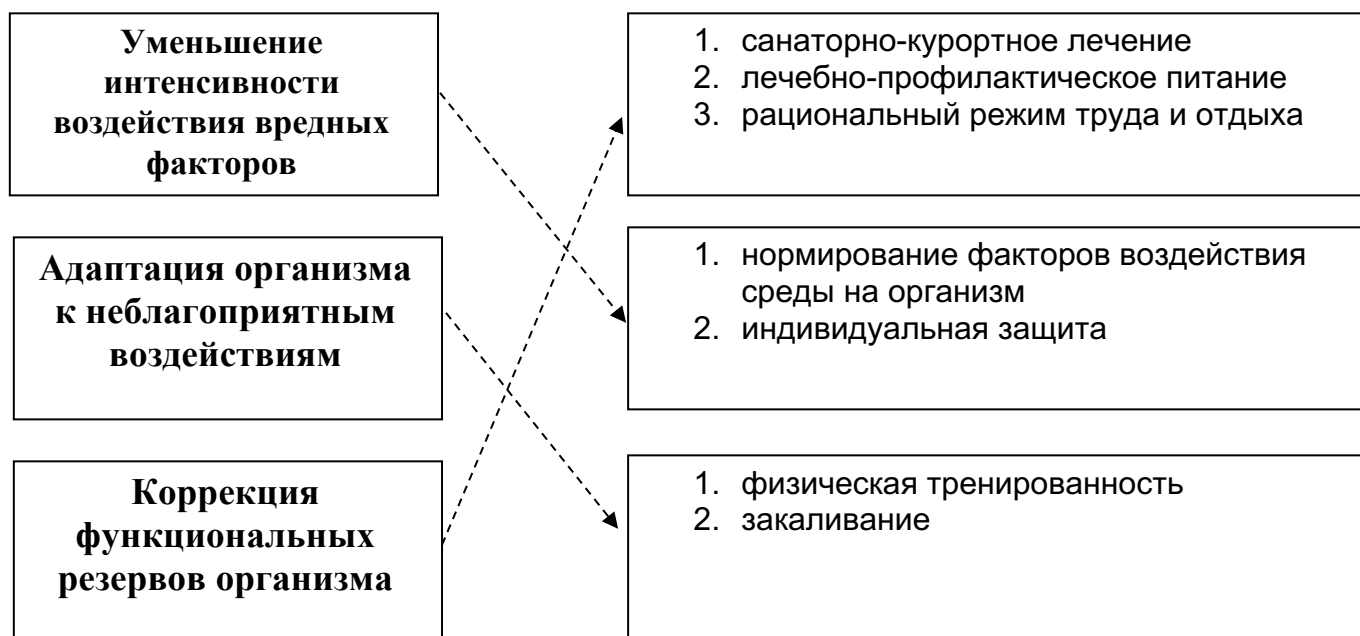 Уменьшение
интенсивности
воздействия вредных
факторов
1. санаторно-курортное лечение
2. лечебно-профилактическое питание
3. рациональный режим труда и отдыха
Адаптация организма
к неблагоприятным
воздействиям
1. нормирование факторов воздействия
среды на организм
2. индивидуальная защита
Коррекция
функциональных
резервов организма
1. физическая тренированность
2. закаливание